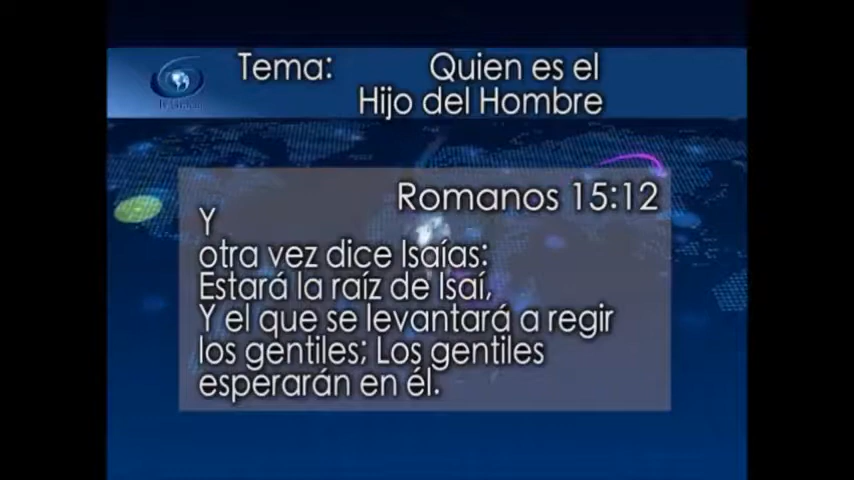 Tema: Quien es el
Hijo del Hombre
Romanos 15:12
Y
otra vez dice Isaías:
Estará la raíz de Isaí,
Y el que se levantará a regir
los gentiles; Los gentiles
esperarán en él.